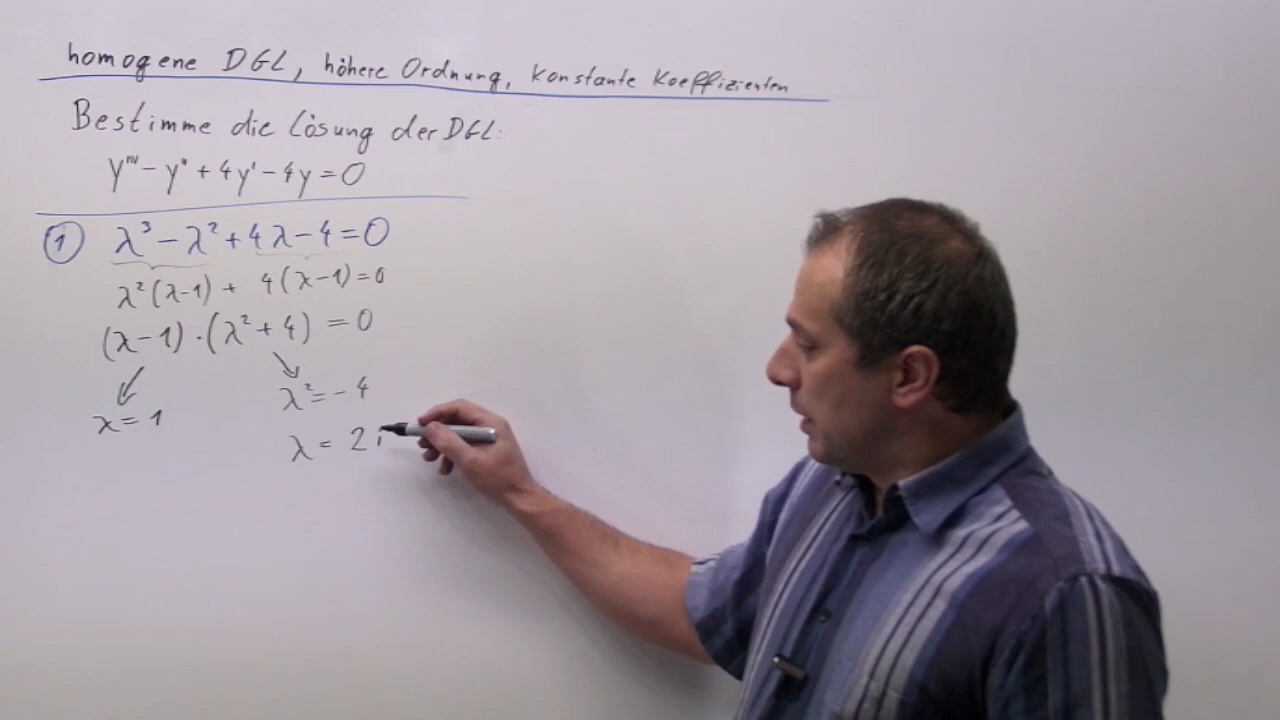 homogene DGL, höhere Ordnung, konstante Koeffizienten
Bestimme die Lösung der DGL:
y''' - y'' + 4y' - 4y = 0
① λ³ - λ² + 4λ - 4 = 0
λ²(λ-1) + 4(λ-1) = 0
(λ-1)·(λ²+4) = 0
λ² = -4
λ = 1
λ = 2i